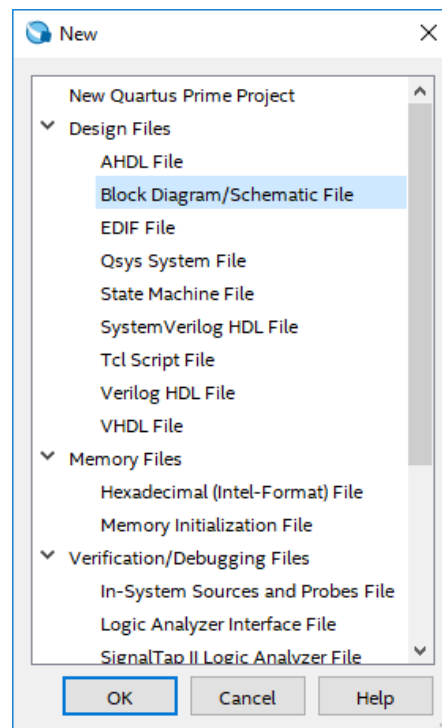 New
New Quartus Prime Project
Design Files
AHDL File
Block Diagram/Schematic File
EDIF File
Qsys System File
State Machine File
SystemVerilog HDL File
Tcl Script File
Verilog HDL File
VHDL File
Memory Files
Hexadecimal (Intel-Format) File
Memory Initialization File
Verification/Debugging Files
In-System Sources and Probes File
Logic Analyzer Interface File
SignalTap II Logic Analyzer File
OK Cancel Help